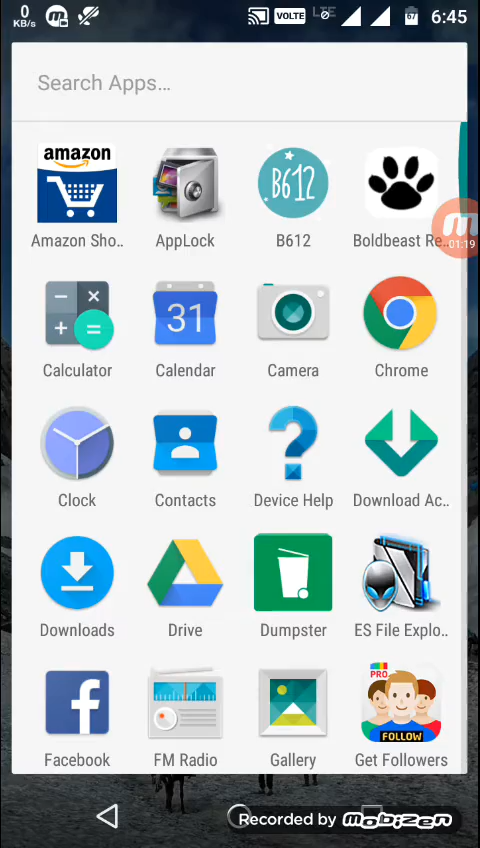 0
KB/s
VOLTE
LTE
67
6:45
Search Apps...
amazon
B612
Amazon Sho..
AppLock
B612
Boldbeast Re..
01:19
31
Calculator
Calendar
Camera
Chrome
Clock
Contacts
Device Help
Download Ac..
Downloads
Drive
Dumpster
ES File Explo..
PRO
FOLLOW
Facebook
FM Radio
Gallery
Get Followers
Recorded by mobizen